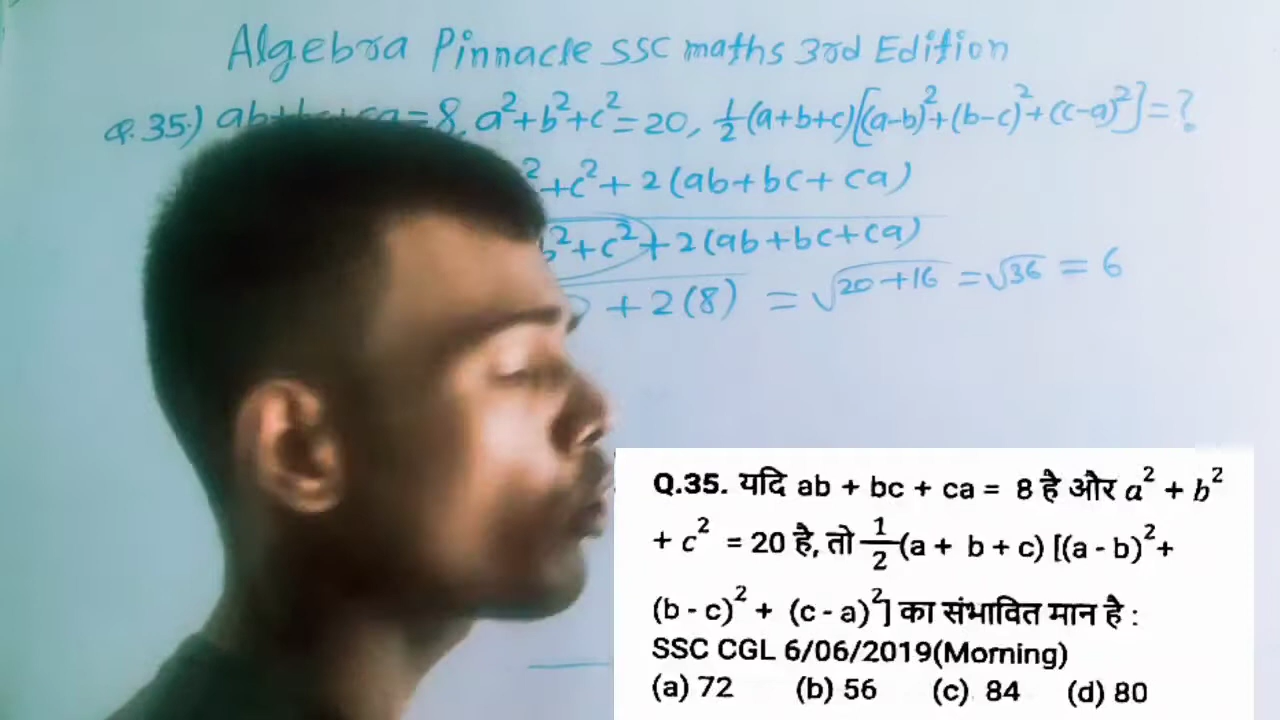 Algebra Pinnacle SSC maths 3rd Edition
Q.35.) ab+bc+ca=8, a²+b²+c²=20, ½(a+b+c)[(a-b)²+(b-c)²+(c-a)²]=?
²+c²+2(ab+bc+ca)
b²+c²)+2(ab+bc+ca)
+2(8) = √20+16 = √36 = 6
Q.35. यदि ab + bc + ca = 8 है और a² + b²
+ c² = 20 है, तो ½(a + b + c) [(a - b)²+
(b - c)² + (c - a)²] का संभावित मान है :
SSC CGL 6/06/2019(Morning)
(a) 72 (b) 56 (c) 84 (d) 80